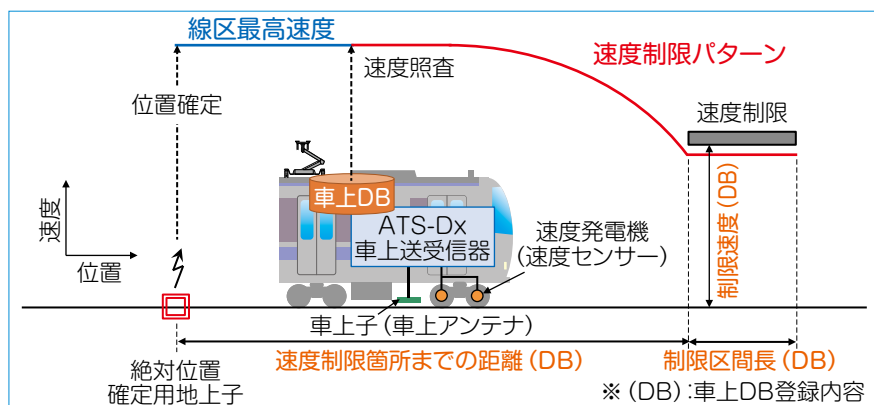 線区最高速度
速度制限パターン
速度照査
位置確定
速度制限
車上DB
ATS-Dx
車上送受信器
速度発電機
(速度センサー)
速度
位置
制限速度(DB)
車上子(車上アンテナ)
絶対位置
確定用地上子
速度制限箇所までの距離(DB)
制限区間長(DB)
※(DB):車上DB登録内容